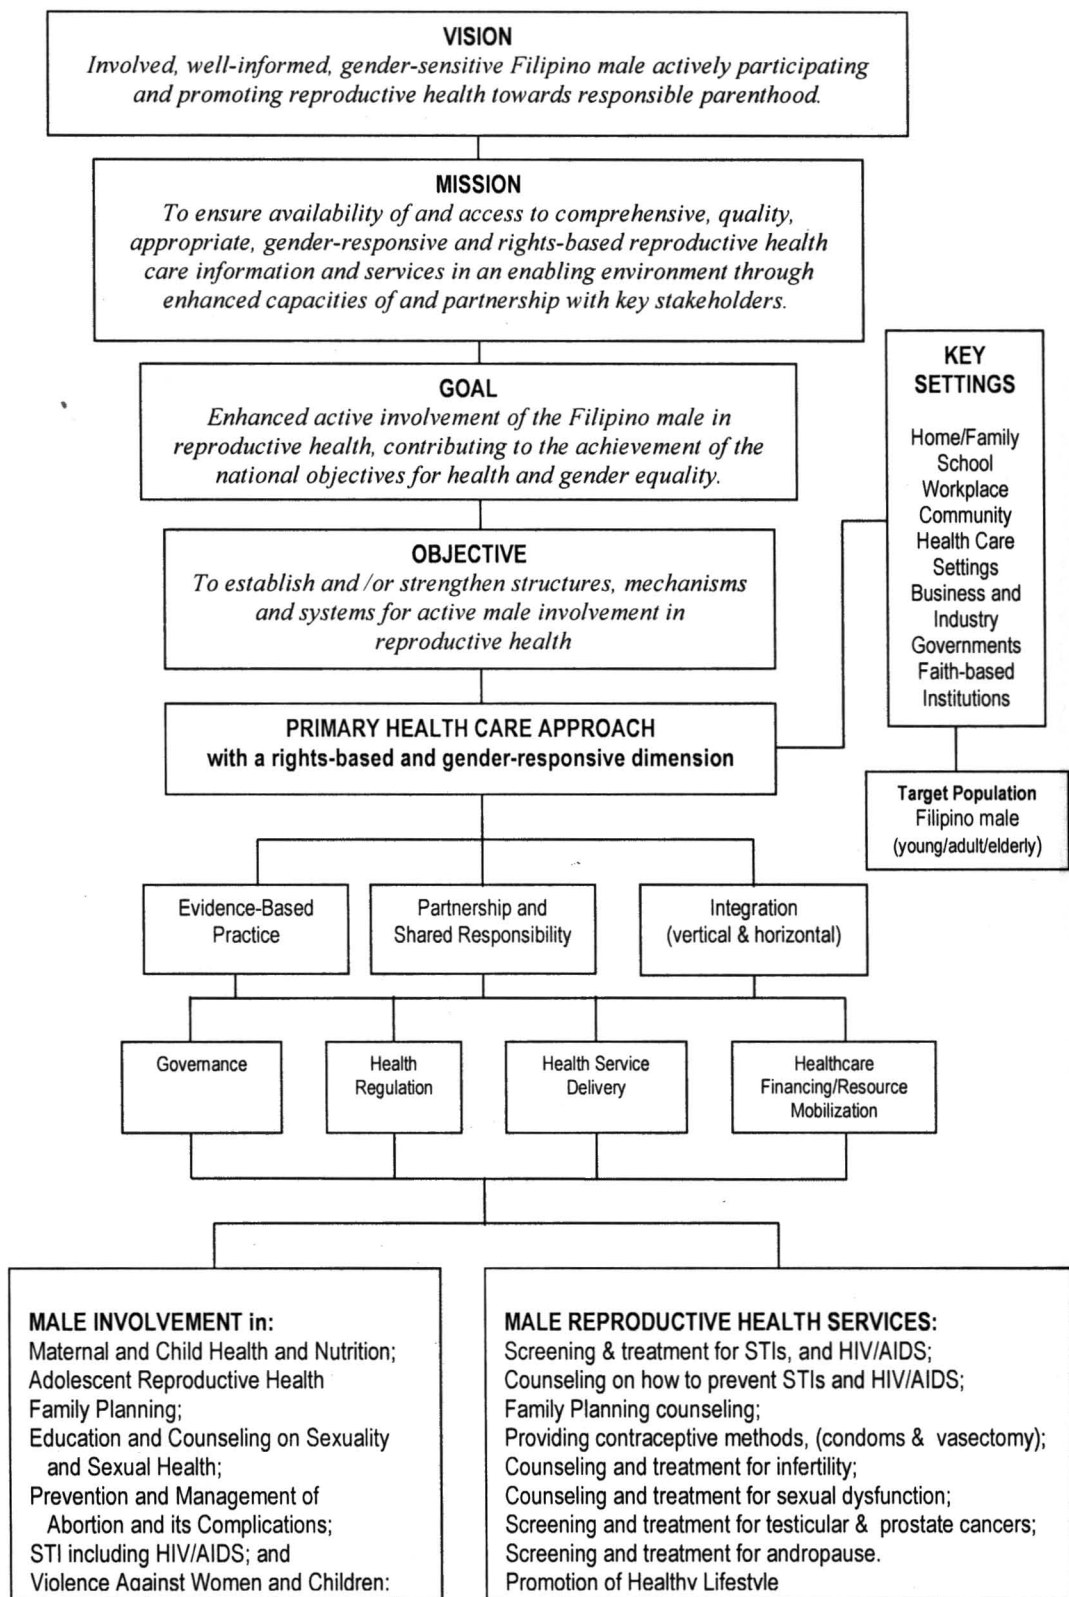 VISION
Involved, well-informed, gender-sensitive Filipino male actively participating
and promoting reproductive health towards responsible parenthood.
MISSION
To ensure availability of and access to comprehensive, quality,
appropriate, gender-responsive and rights-based reproductive health
care information and services in an enabling environment through
enhanced capacities of and partnership with key stakeholders.
GOAL
Enhanced active involvement of the Filipino male in
reproductive health, contributing to the achievement of the
national objectives for health and gender equality.
OBJECTIVE
To establish and /or strengthen structures, mechanisms
and systems for active male involvement in
reproductive health
PRIMARY HEALTH CARE APPROACH
with a rights-based and gender-responsive dimension
KEY
SETTINGS
Home/Family
School
Workplace
Community
Health Care
Settings
Business and
Industry
Governments
Faith-based
Institutions
Target Population
Filipino male
(young/adult/elderly)
Evidence-Based
Practice
Partnership and
Shared Responsibility
Integration
(vertical & horizontal)
Governance
Health
Regulation
Health Service
Delivery
Healthcare
Financing/Resource
Mobilization
MALE INVOLVEMENT in:
Maternal and Child Health and Nutrition;
Adolescent Reproductive Health
Family Planning;
Education and Counseling on Sexuality
and Sexual Health;
Prevention and Management of
Abortion and its Complications;
STI including HIV/AIDS; and
Violence Against Women and Children:
MALE REPRODUCTIVE HEALTH SERVICES:
Screening & treatment for STIs, and HIV/AIDS;
Counseling on how to prevent STIs and HIV/AIDS;
Family Planning counseling;
Providing contraceptive methods, (condoms & vasectomy);
Counseling and treatment for infertility;
Counseling and treatment for sexual dysfunction;
Screening and treatment for testicular & prostate cancers;
Screening and treatment for andropause.
Promotion of Healthy Lifestyle